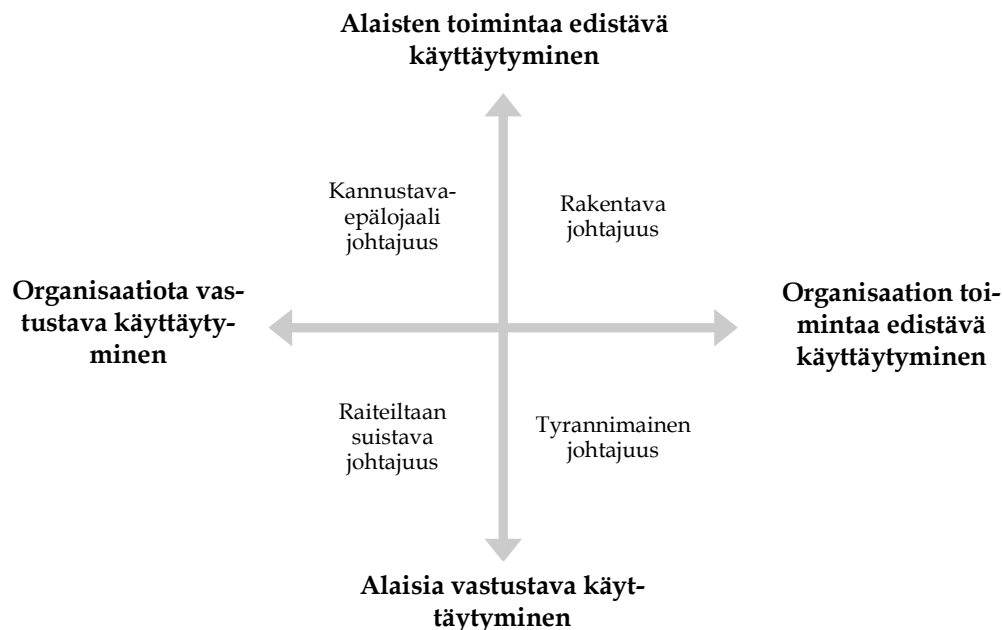 Alaisten toimintaa edistävä
käyttäytyminen
Kannustava-
epälojaali
johtajuus
Rakentava
johtajuus
Organisaatiota vas-
tustava käyttäyty-
minen
Organisaation toi-
mintaa edistävä
käyttäytyminen
Raiteiltaan
suistava
johtajuus
Tyrannimainen
johtajuus
Alaisia vastustava käyt-
täytyminen